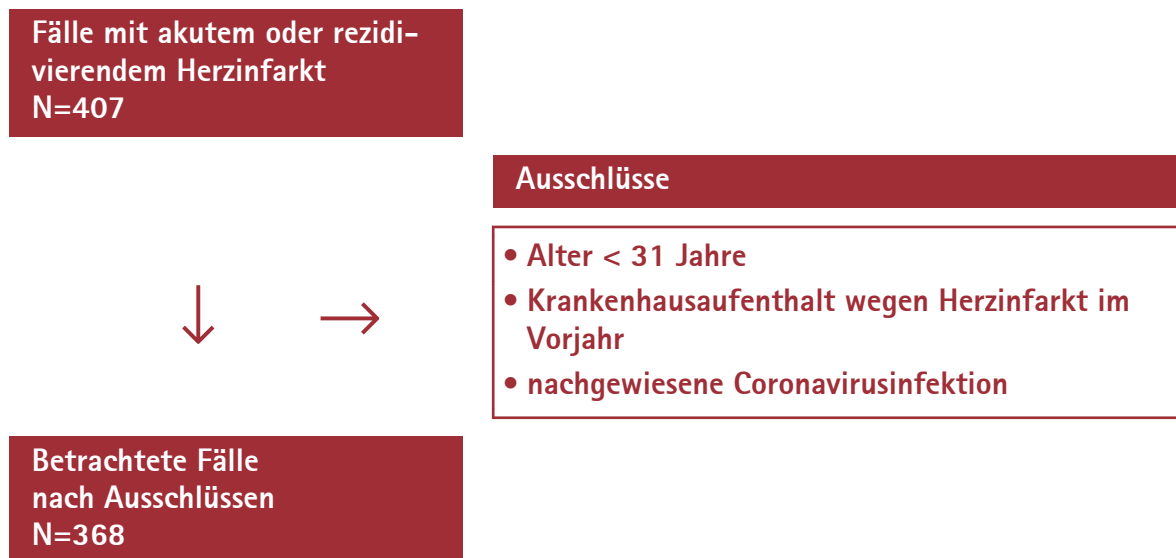 Fälle mit akutem oder rezidi-
vierendem Herzinfarkt
N=407
Ausschlüsse
• Alter < 31 Jahre
• Krankenhausaufenthalt wegen Herzinfarkt im
Vorjahr
• nachgewiesene Coronavirusinfektion
Betrachtete Fälle
nach Ausschlüssen
N=368